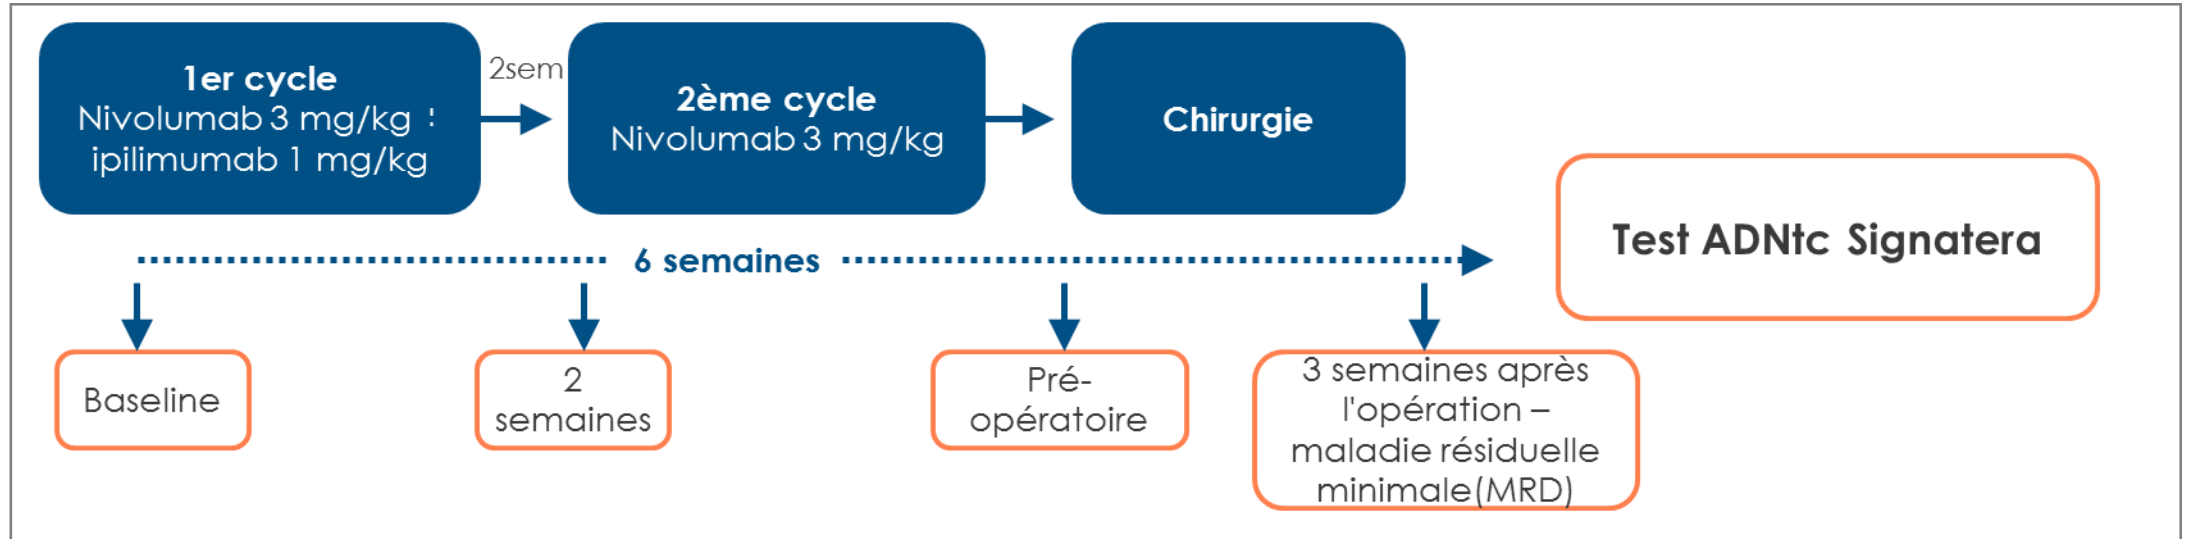 1er cycle
Nivolumab 3 mg/kg :
ipilimumab 1 mg/kg
2sem
2ème cycle
Nivolumab 3 mg/kg
Chirurgie
Test ADNtc Signatera
6 semaines
Baseline
2
semaines
Pré-
opératoire
3 semaines après
l'opération –
maladie résiduelle
minimale(MRD)